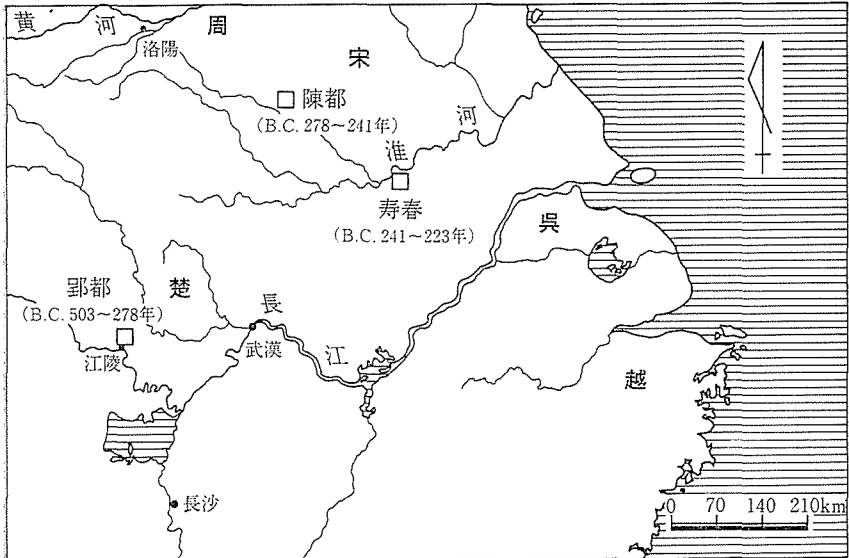 黄河
周
洛陽
宋
陳都
(B.C. 278～241年)
淮河
寿春
(B.C. 241～223年)
呉
郢都
(B.C. 503～278年)
楚
長江
武漢
江陵
越
長沙
0 70 140 210km